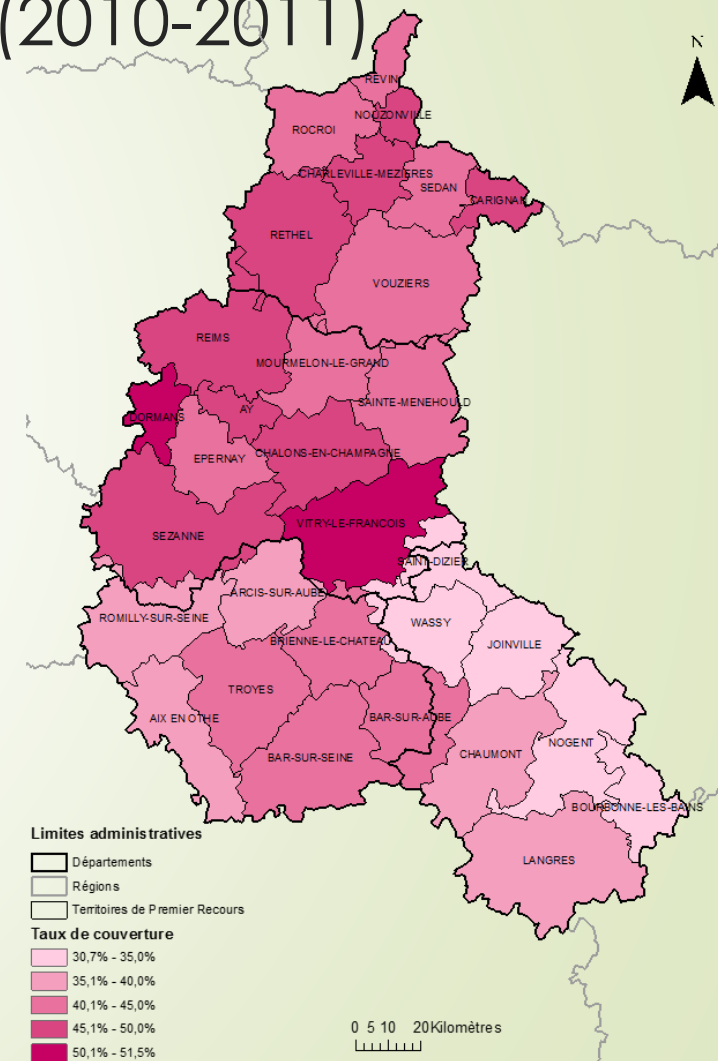 (2010-2011)
N
REVIN
NOUZONVILLE
ROCROI
CHARLEVILLE-MEZIERES
SEDAN
CARIGNAN
RETHEL
VOUZIERS
REIMS
MOURMELON-LE-GRAND
SAINTE-MENEHOULD
AY
DORMANS
EPERNAY
CHALONS-EN-CHAMPAGNE
VITRY-LE-FRANCOIS
SEZANNE
SAINT-DIZIER
ARCIS-SUR-AUBE
ROMILLY-SUR-SEINE
WASSY
BRIENNE-LE-CHATEAU
JOINVILLE
TROYES
AIX EN OTHE
BAR-SUR-AUBE
NOGENT
BAR-SUR-SEINE
CHAUMONT
BOURBONNE-LES-BAINS
LANGRES
Limites administratives
Départements
Régions
Territoires de Premier Recours
Taux de couverture
30,7% - 35,0%
35,1% - 40,0%
40,1% - 45,0%
45,1% - 50,0%
50,1% - 51,5%
0 5 10 20Kilomètres